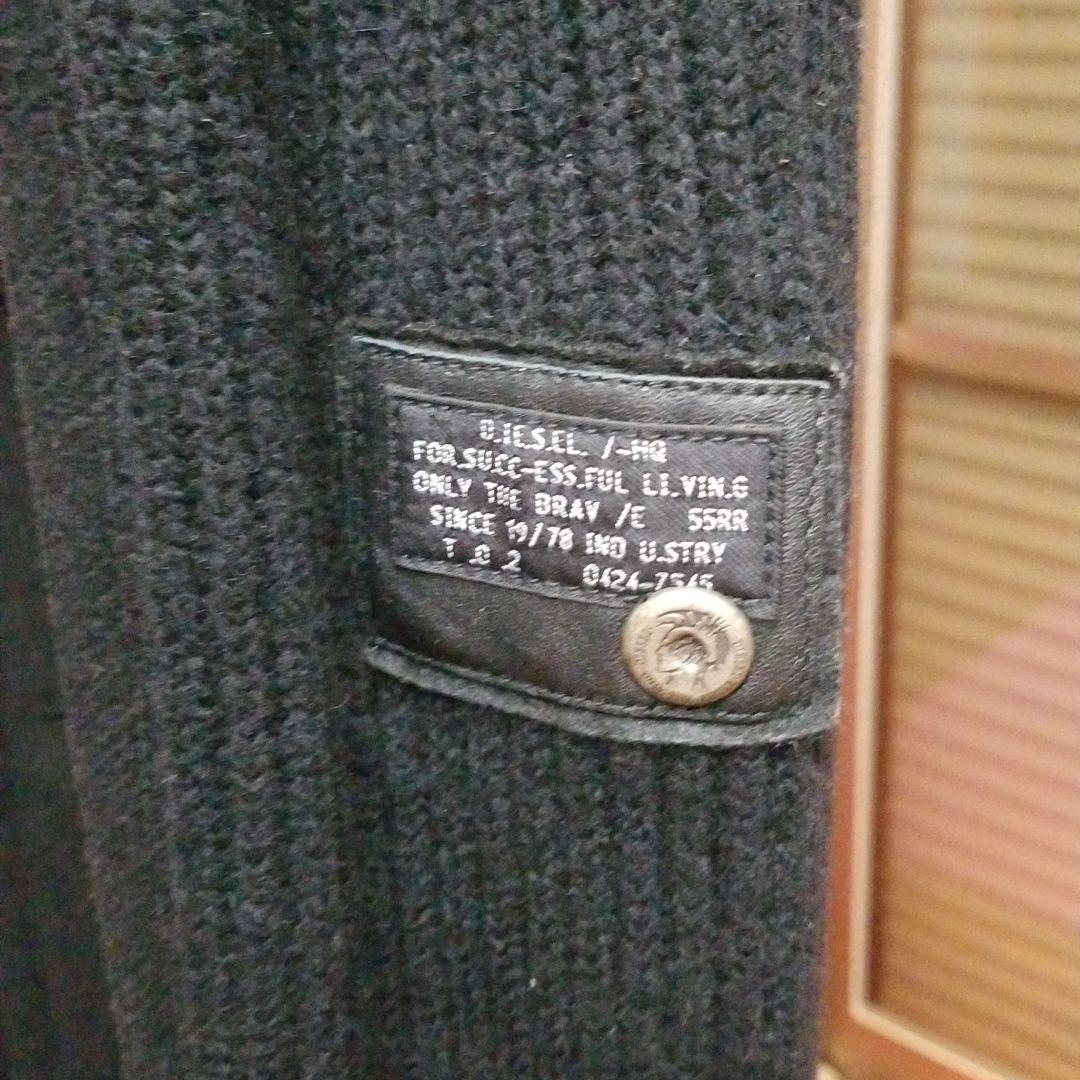 D.IE.S.EL. /-HQ
FOR.SU.CC-ESS.FUL LI.VIN.G
ONLY THE BRAV /E 55RR
SINCE 19/78 IND U.STRY
T .0 2 0424-7545